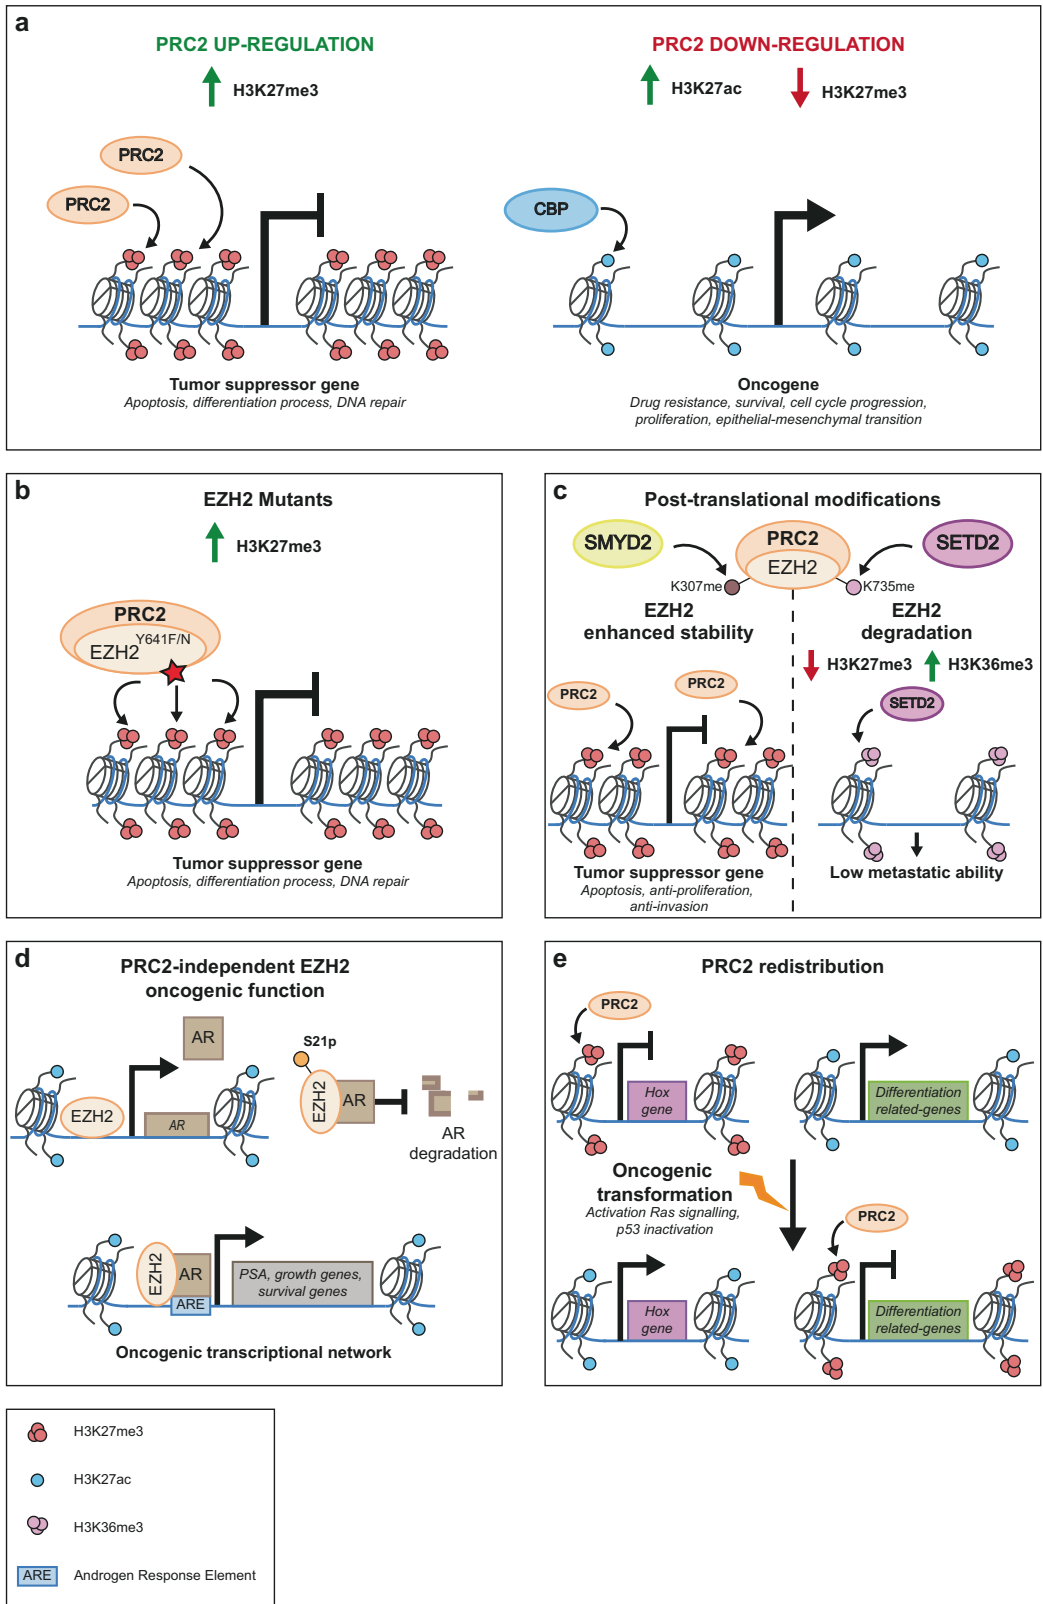 a
PRC2 UP-REGULATION
H3K27me3
PRC2
PRC2
Tumor suppressor gene
Apoptosis, differentiation process, DNA repair
PRC2 DOWN-REGULATION
H3K27ac
H3K27me3
CBP
Oncogene
Drug resistance, survival, cell cycle progression,
proliferation, epithelial-mesenchymal transition
b
EZH2 Mutants
H3K27me3
PRC2
EZH2 Y641F/N
Tumor suppressor gene
Apoptosis, differentiation process, DNA repair
c
Post-translational modifications
SMYD2
PRC2
EZH2
SETD2
K307me
K735me
EZH2
enhanced stability
PRC2
PRC2
Tumor suppressor gene
Apoptosis, anti-proliferation,
anti-invasion
EZH2
degradation
H3K27me3
H3K36me3
SETD2
Low metastatic ability
d
PRC2-independent EZH2
oncogenic function
AR
EZH2
AR
S21p
EZH2
AR
AR
degradation
EZH2
AR
ARE
PSA, growth genes,
survival genes
Oncogenic transcriptional network
e
PRC2 redistribution
PRC2
Hox
gene
Differentiation
related-genes
Oncogenic
transformation
Activation Ras signalling,
p53 inactivation
PRC2
Hox
gene
Differentiation
related-genes
H3K27me3
H3K27ac
H3K36me3
ARE
Androgen Response Element